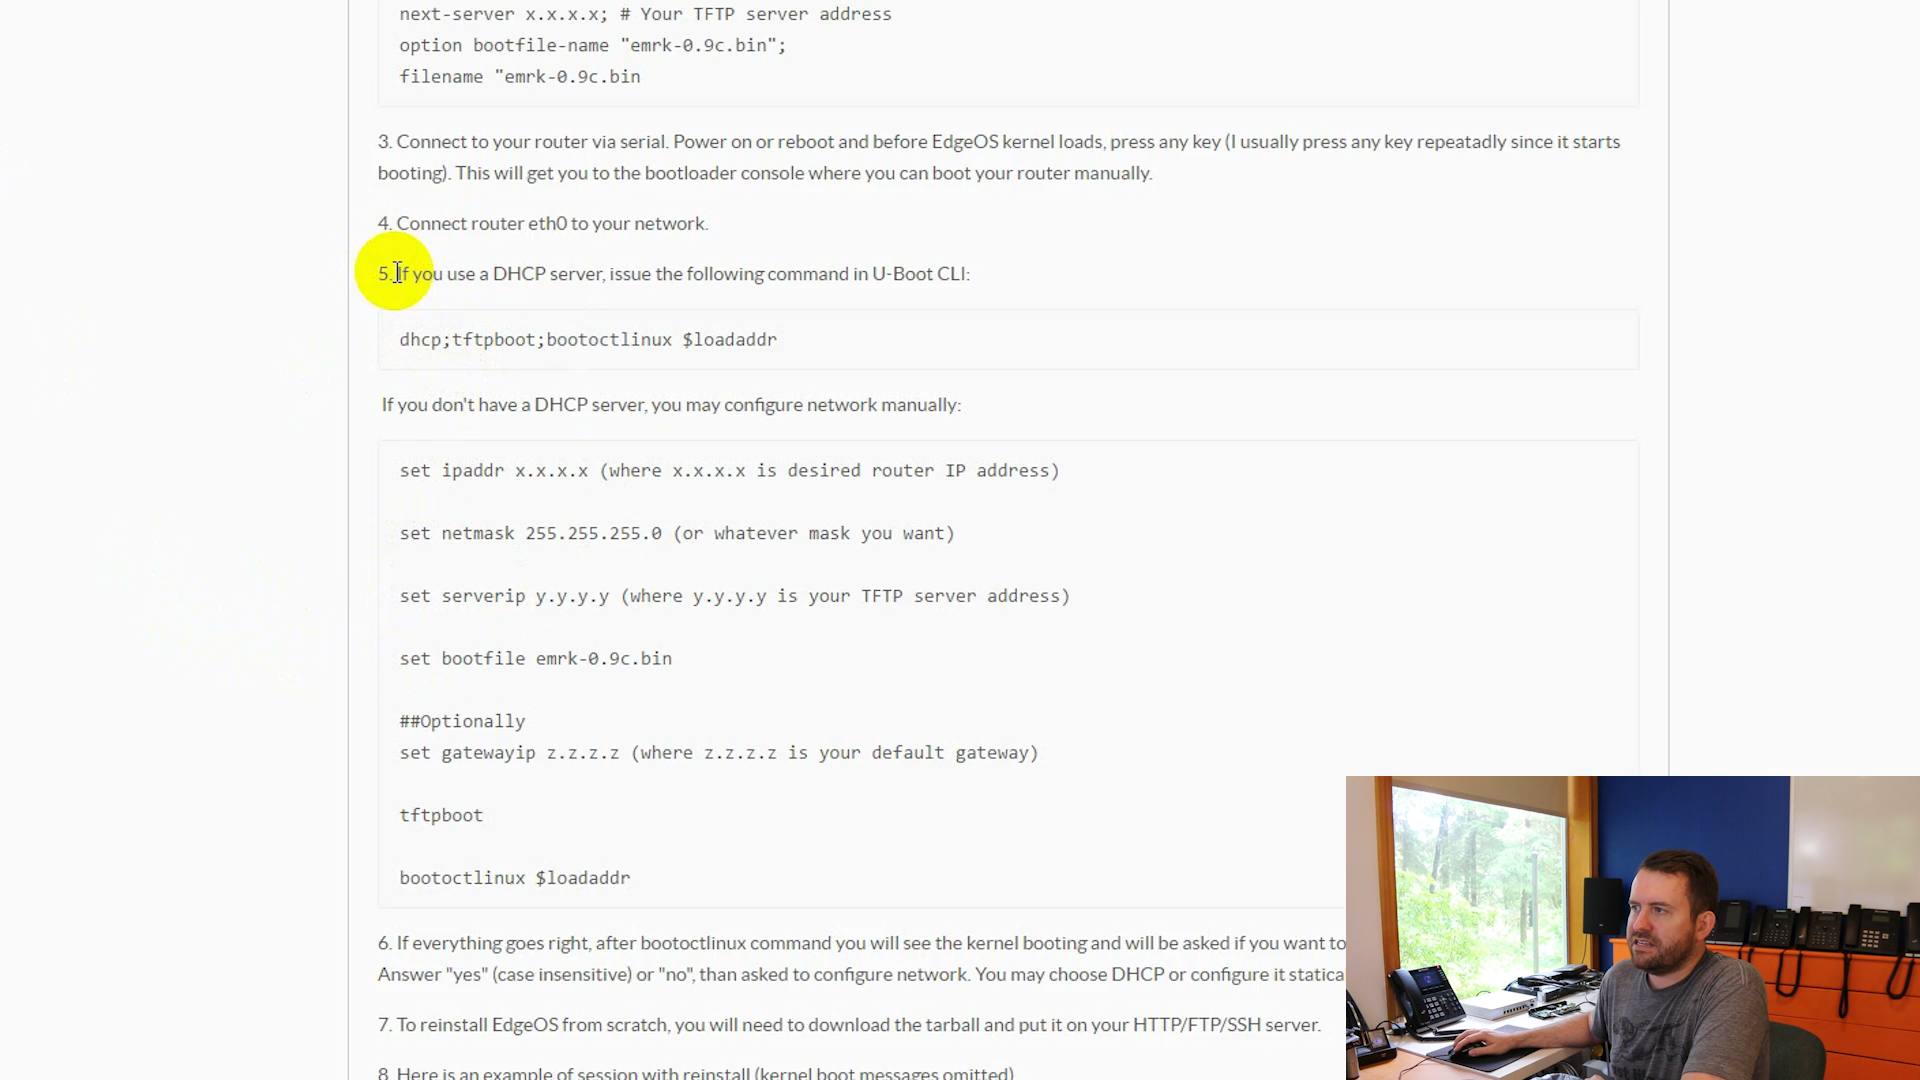 next-server x.x.x.x; # Your TFTP server address
option bootfile-name "emrk-0.9c.bin";
filename "emrk-0.9c.bin
3. Connect to your router via serial. Power on or reboot and before EdgeOS kernel loads, press any key (I usually press any key repeatadly since it starts
booting). This will get you to the bootloader console where you can boot your router manually.
4. Connect router eth0 to your network.
5. If you use a DHCP server, issue the following command in U-Boot CLI:
dhcp;tftpboot;bootoctlinux $loadaddr
If you don't have a DHCP server, you may configure network manually:
set ipaddr x.x.x.x (where x.x.x.x is desired router IP address)
set netmask 255.255.255.0 (or whatever mask you want)
set serverip y.y.y.y (where y.y.y.y is your TFTP server address)
set bootfile emrk-0.9c.bin
##Optionally
set gatewayip z.z.z.z (where z.z.z.z is your default gateway)
tftpboot
bootoctlinux $loadaddr
6. If everything goes right, after bootoctlinux command you will see the kernel booting and will be asked if you want to
Answer "yes" (case insensitive) or "no", than asked to configure network. You may choose DHCP or configure it statica
7. To reinstall EdgeOS from scratch, you will need to download the tarball and put it on your HTTP/FTP/SSH server.
8. Here is an example of session with reinstall (kernel boot messages omitted)